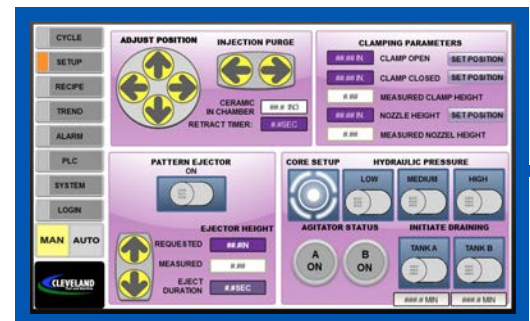 CYCLE
SETUP
RECIPE
TREND
ALARM
PLC
SYSTEM
LOGIN
MAN AUTO
CLEVELAND
ADJUST POSITION
INJECTION PURGE
CERAMIC
IN CHAMBER
##.# IN3
RETRACT TIMER: #.#SEC
CLAMPING PARAMETERS
##.## IN. CLAMP OPEN SET POSITION
##.## IN. CLAMP CLOSED SET POSITION
#.## MEASURED CLAMP HEIGHT
##.## IN. NOZZLE HEIGHT SET POSITION
#.## MEASURED NOZZEL HEIGHT
PATTERN EJECTOR
ON
EJECTOR HEIGHT
REQUESTED ##.#IN
MEASURED #.##
EJECT
DURATION
#.#SEC
CORE SETUP
HYDRAULIC PRESSURE
LOW MEDIUM HIGH
AGITATOR STATUS
A
ON
B
ON
INITIATE DRAINING
TANK A TANK B
###.# MIN ###.# MIN